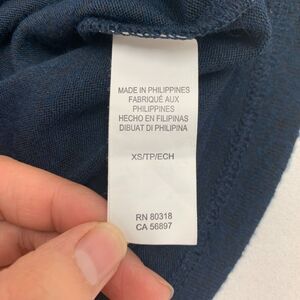 MADE IN PHILIPPINES
FABRIQUÉ AUX
PHILIPPINES
HECHO EN FILIPINAS
DIBUAT DI PHILIPINA
XS/TP/ECH
RN 80318
CA 56897